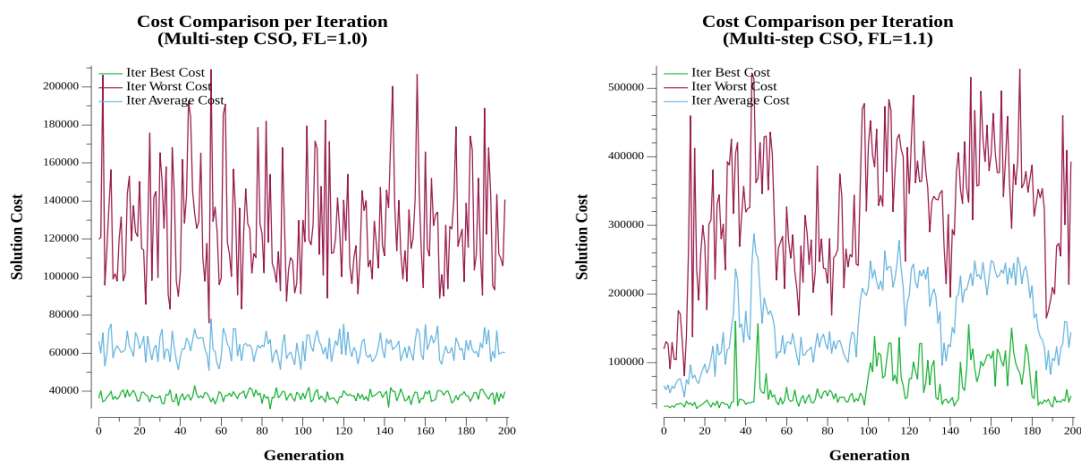 Cost Comparison per Iteration
(Multi-step CSO, FL=1.0)
Iter Best Cost
Iter Worst Cost
Iter Average Cost
200000
180000
160000
140000
120000
100000
80000
60000
40000
Solution Cost
0 20 40 60 80 100 120 140 160 180 200
Generation
Cost Comparison per Iteration
(Multi-step CSO, FL=1.1)
Iter Best Cost
Iter Worst Cost
Iter Average Cost
500000
400000
300000
200000
100000
Solution Cost
0 20 40 60 80 100 120 140 160 180 200
Generation